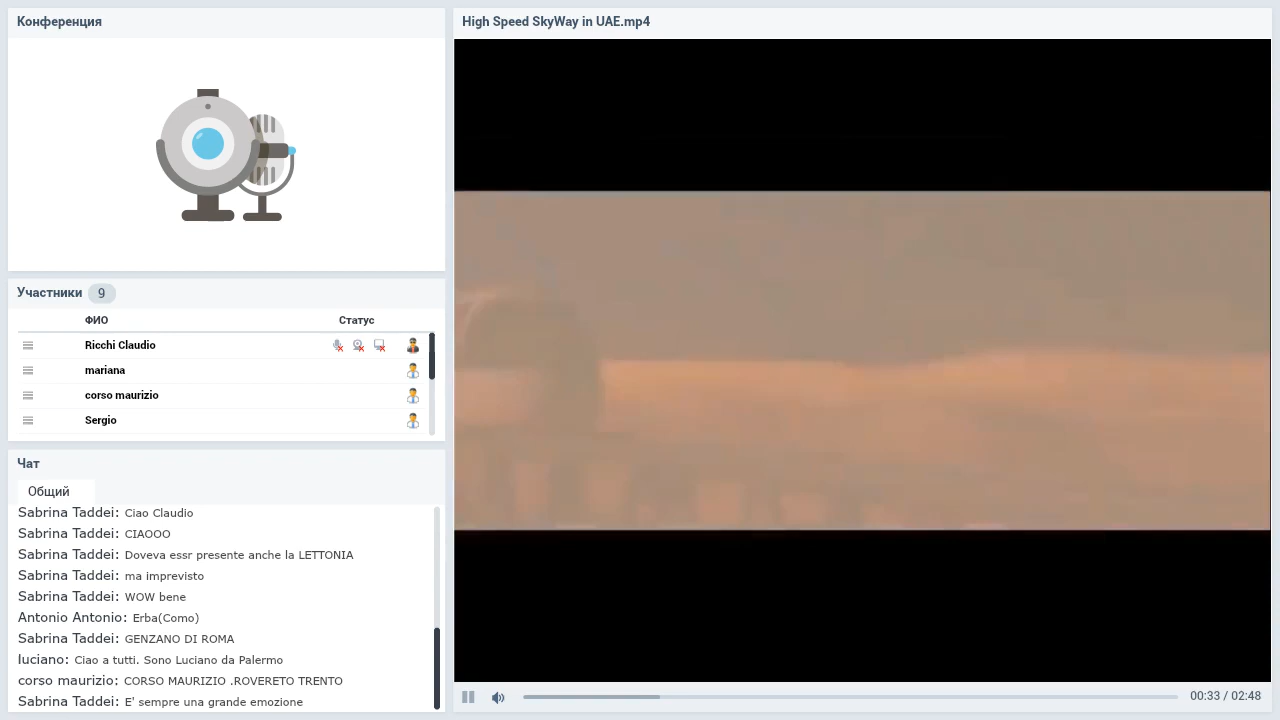 Конференция
High Speed SkyWay in UAE.mp4
Участники 9
ФИО Статус
Ricchi Claudio
mariana
corso maurizio
Sergio
Чат
Общий
Sabrina Taddei: Ciao Claudio
Sabrina Taddei: CIAOOO
Sabrina Taddei: Doveva essr presente anche la LETTONIA
Sabrina Taddei: ma imprevisto
Sabrina Taddei: WOW bene
Antonio Antonio: Erba(Como)
Sabrina Taddei: GENZANO DI ROMA
luciano: Ciao a tutti. Sono Luciano da Palermo
corso maurizio: CORSO MAURIZIO .ROVERETO TRENTO
Sabrina Taddei: E' sempre una grande emozione
00:33 / 02:48